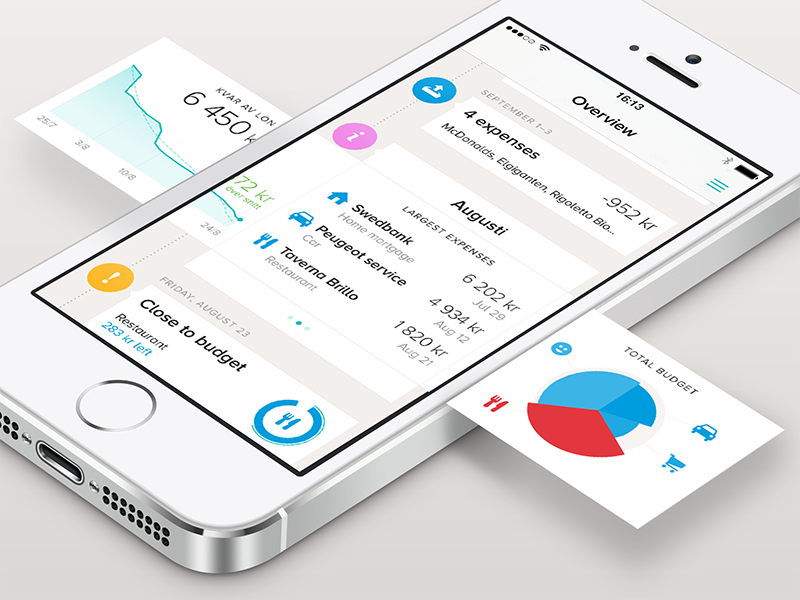 16:13
Overview
SEPTEMBER 1–3
4 expenses
McDonalds, Elgiganten, Rigoletto Bio...
-952 kr
Augusti
LARGEST EXPENSES
Swedbank
Home mortgage
6 202 kr
Jul 29
Peugeot service
Car
4 934 kr
Aug 12
Taverna Brillo
Restaurant
1 820 kr
Aug 21
FRIDAY, AUGUST 23
Close to budget
Restaurant
283 kr left
KVAR AV LÖN
6 450 k
25/7
3/8
10/8
24/8
72 kr
över snitt
TOTAL BUDGET